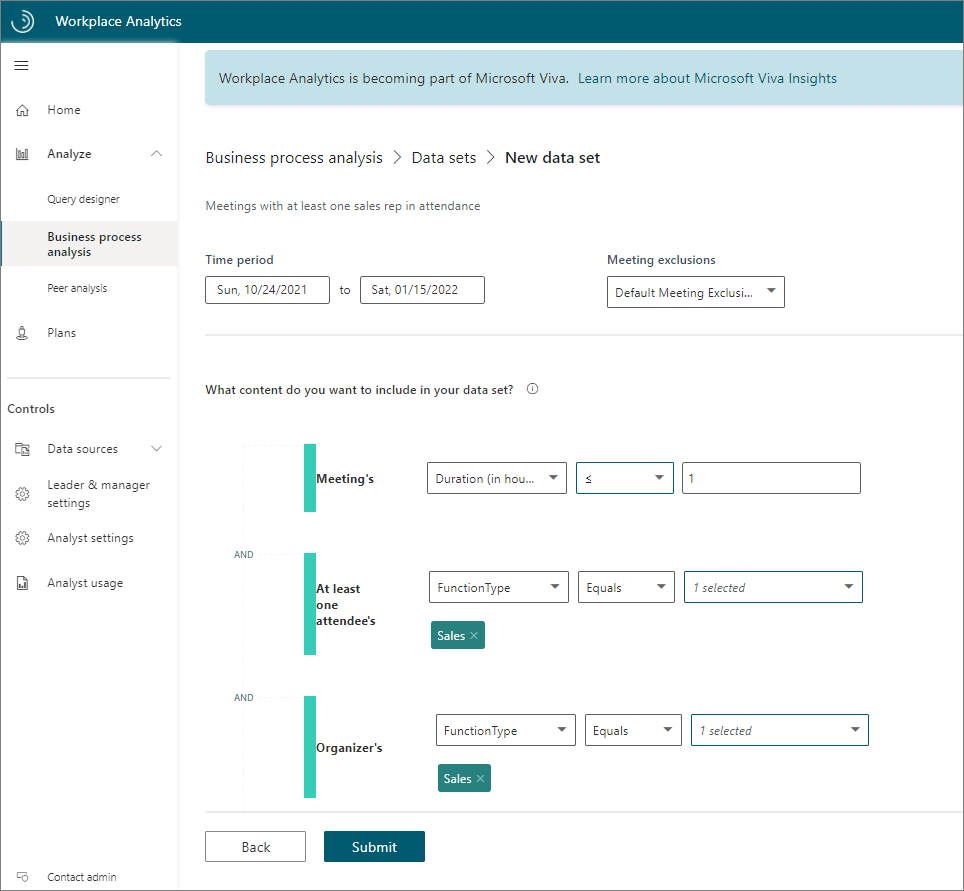 Workplace Analytics
Workplace Analytics is becoming part of Microsoft Viva. Learn more about Microsoft Viva Insights
Home
Analyze
Query designer
Business process
analysis
Peer analysis
Plans
Controls
Data sources
Leader & manager
settings
Analyst settings
Analyst usage
Contact admin
Business process analysis > Data sets > New data set
Meetings with at least one sales rep in attendance
Time period
Meeting exclusions
Sun, 10/24/2021 to Sat, 01/15/2022
Default Meeting Exclusi...
What content do you want to include in your data set?
Meeting's Duration (in hou... ≤ 1
AND
At least
one
attendee's
FunctionType Equals 1 selected
Sales ×
AND
Organizer's
FunctionType Equals 1 selected
Sales ×
Back Submit